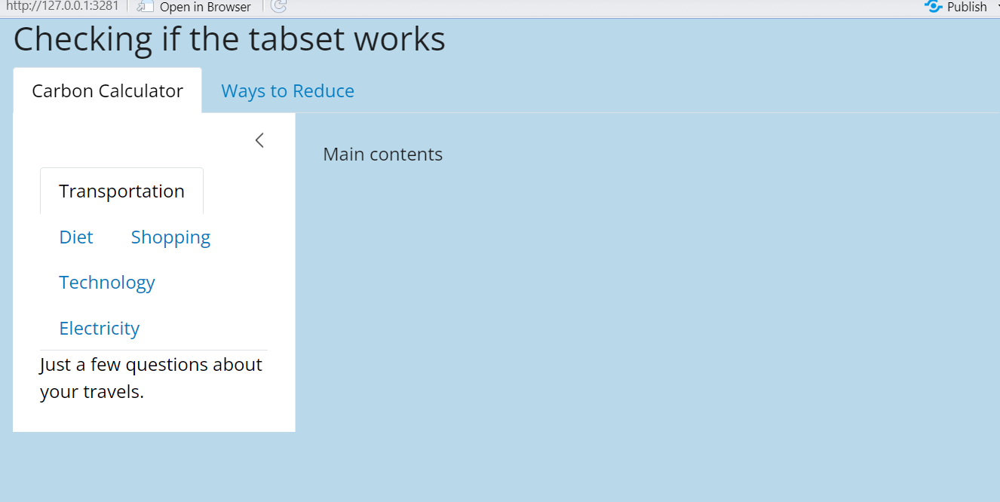 http://127.0.0.1:3281 Open in Browser Publish
Checking if the tabset works
Carbon Calculator Ways to Reduce
Main contents
Transportation
Diet Shopping
Technology
Electricity
Just a few questions about
your travels.